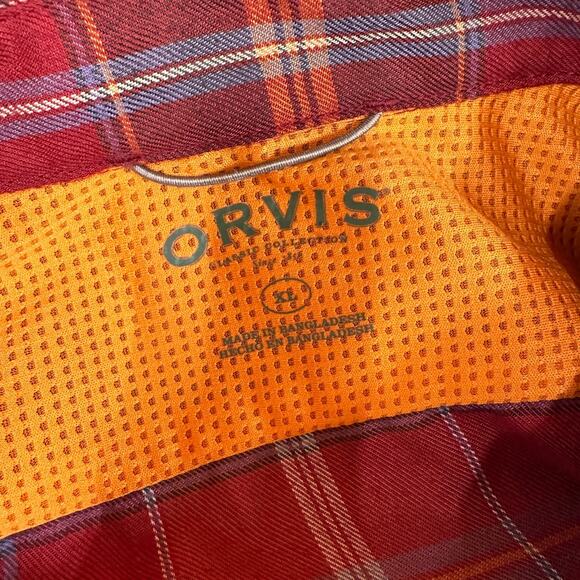 ORVIS
CLASSIC COLLECTION
XL
MADE IN BANGLADESH
HECHO EN BANGLADESH